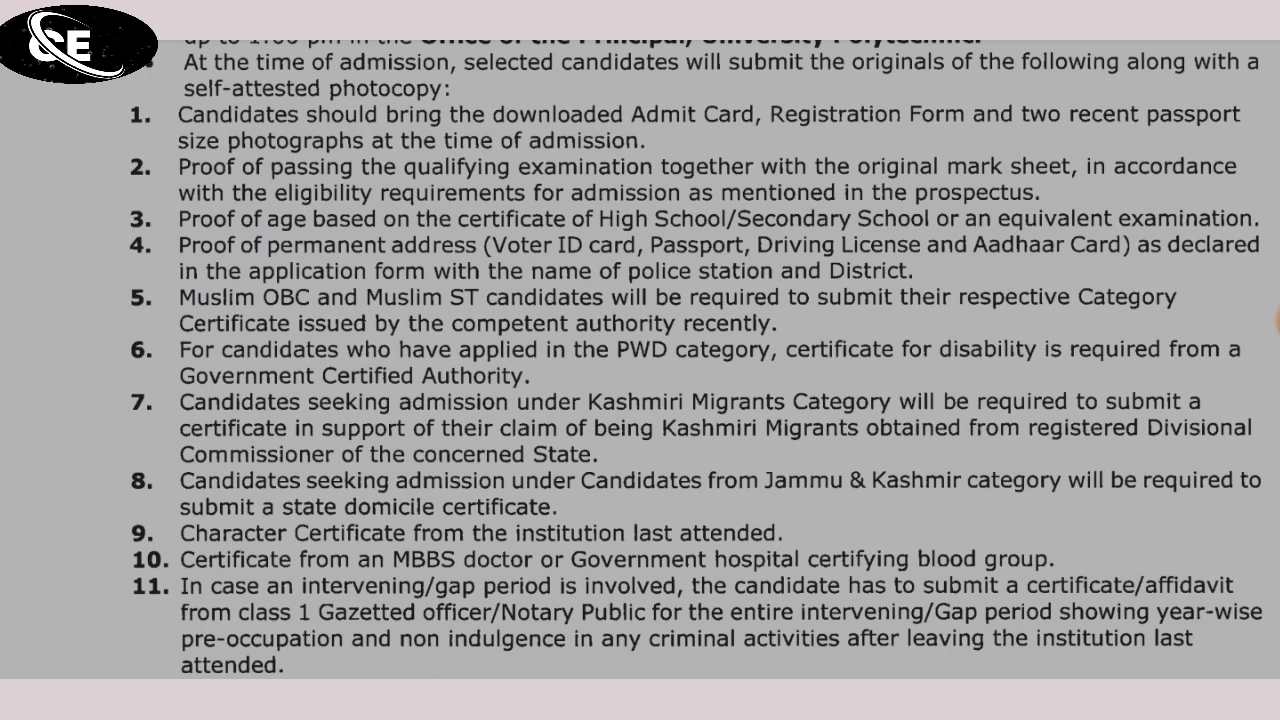 CE
up to 1:00 pm in the Office of the Principal, University Polytechnic.
At the time of admission, selected candidates will submit the originals of the following along with a
self-attested photocopy:
1. Candidates should bring the downloaded Admit Card, Registration Form and two recent passport
size photographs at the time of admission.
2. Proof of passing the qualifying examination together with the original mark sheet, in accordance
with the eligibility requirements for admission as mentioned in the prospectus.
3. Proof of age based on the certificate of High School/Secondary School or an equivalent examination.
4. Proof of permanent address (Voter ID card, Passport, Driving License and Aadhaar Card) as declared
in the application form with the name of police station and District.
5. Muslim OBC and Muslim ST candidates will be required to submit their respective Category
Certificate issued by the competent authority recently.
6. For candidates who have applied in the PWD category, certificate for disability is required from a
Government Certified Authority.
7. Candidates seeking admission under Kashmiri Migrants Category will be required to submit a
certificate in support of their claim of being Kashmiri Migrants obtained from registered Divisional
Commissioner of the concerned State.
8. Candidates seeking admission under Candidates from Jammu & Kashmir category will be required to
submit a state domicile certificate.
9. Character Certificate from the institution last attended.
10. Certificate from an MBBS doctor or Government hospital certifying blood group.
11. In case an intervening/gap period is involved, the candidate has to submit a certificate/affidavit
from class 1 Gazetted officer/Notary Public for the entire intervening/Gap period showing year-wise
pre-occupation and non indulgence in any criminal activities after leaving the institution last
attended.